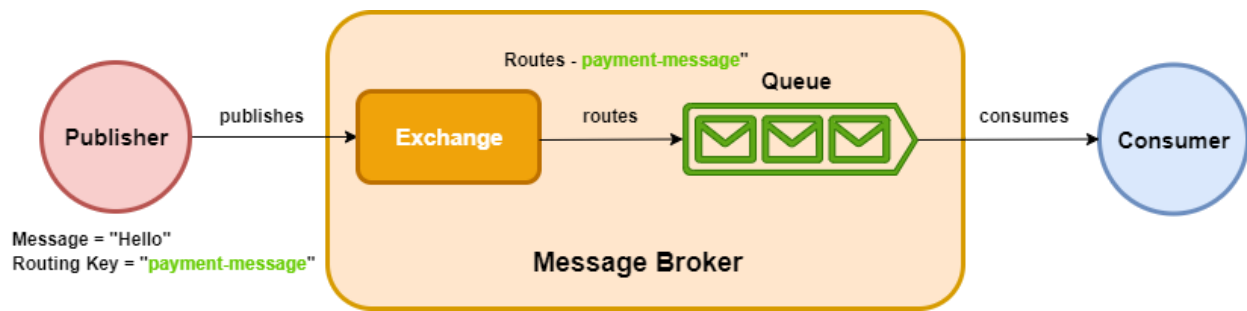 Routes - payment-message"
Queue
publishes
routes
consumes
Publisher
Exchange
Consumer
Message = "Hello"
Routing Key = "payment-message"
Message Broker